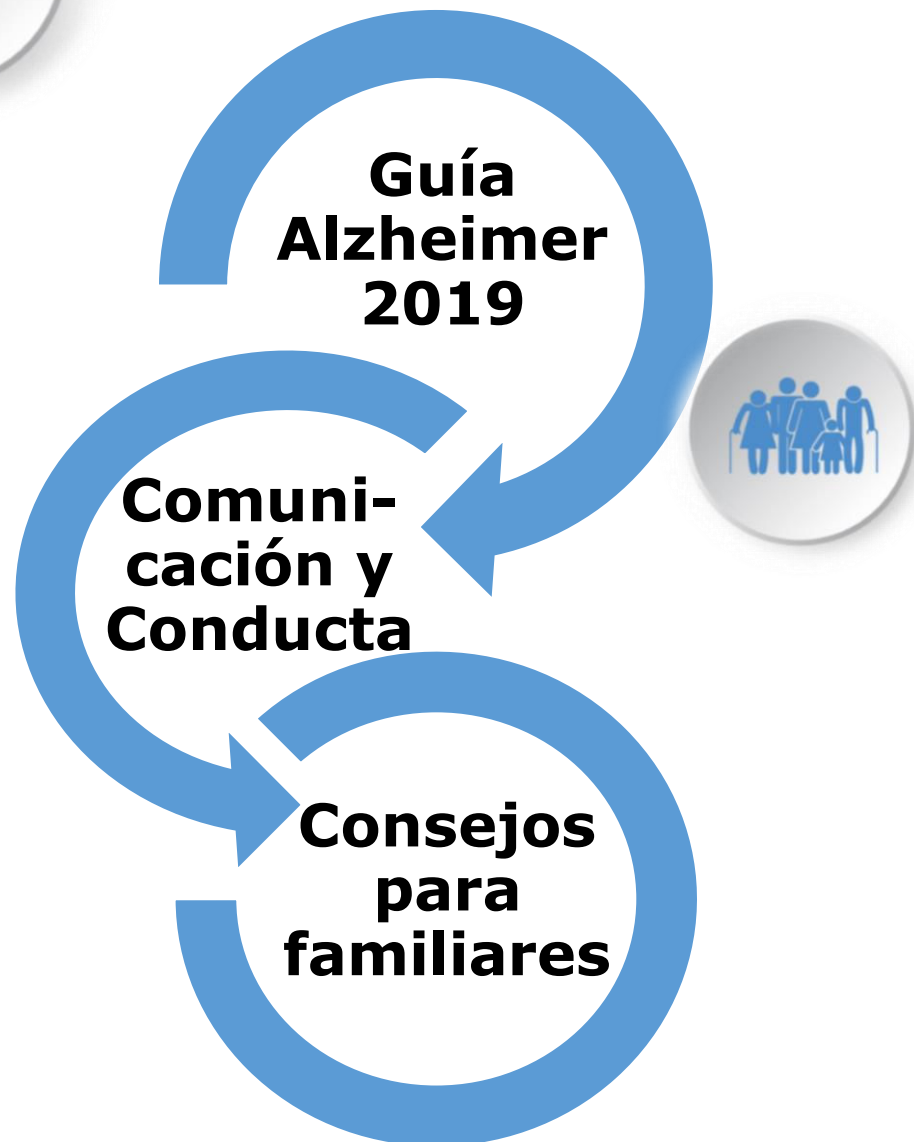 Guía
Alzheimer
2019
Comuni-
cación y
Conducta
Consejos
para
familiares